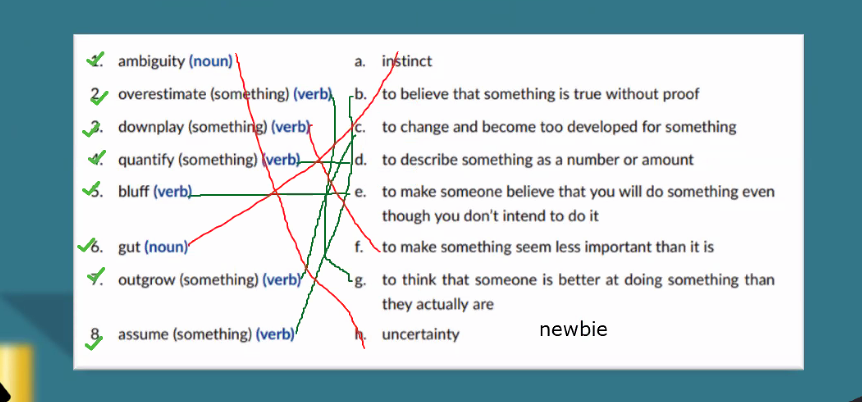 1. ambiguity (noun)
a. instinct
2. overestimate (something) (verb)
b. to believe that something is true without proof
3. downplay (something) (verb)
c. to change and become too developed for something
4. quantify (something) (verb)
d. to describe something as a number or amount
5. bluff (verb)
e. to make someone believe that you will do something even
though you don't intend to do it
6. gut (noun)
f. to make something seem less important than it is
7. outgrow (something) (verb)
g. to think that someone is better at doing something than
they actually are
8. assume (something) (verb)
h. uncertainty
newbie